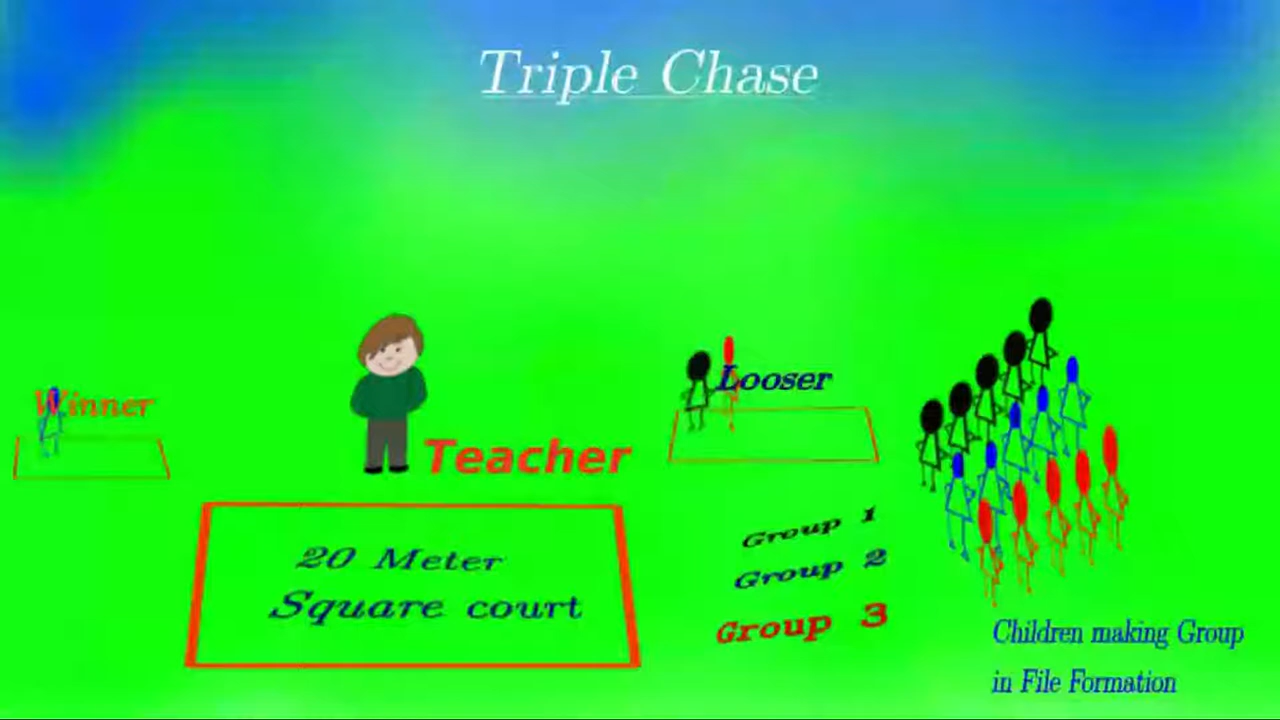 Triple Chase
Winner
Looser
Teacher
20 Meter
Square court
Group 1
Group 2
Group 3
Children making Group
in File Formation